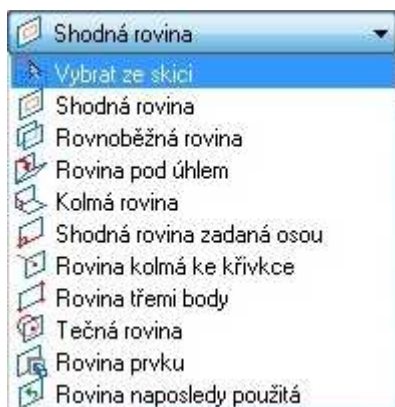 Shodná rovina
Vybrat ze skici
Shodná rovina
Rovnoběžná rovina
Rovina pod úhlem
Kolmá rovina
Shodná rovina zadaná osou
Rovina kolmá ke křivkce
Rovina třemi body
Tečná rovina
Rovina prvku
Rovina naposledy použitá